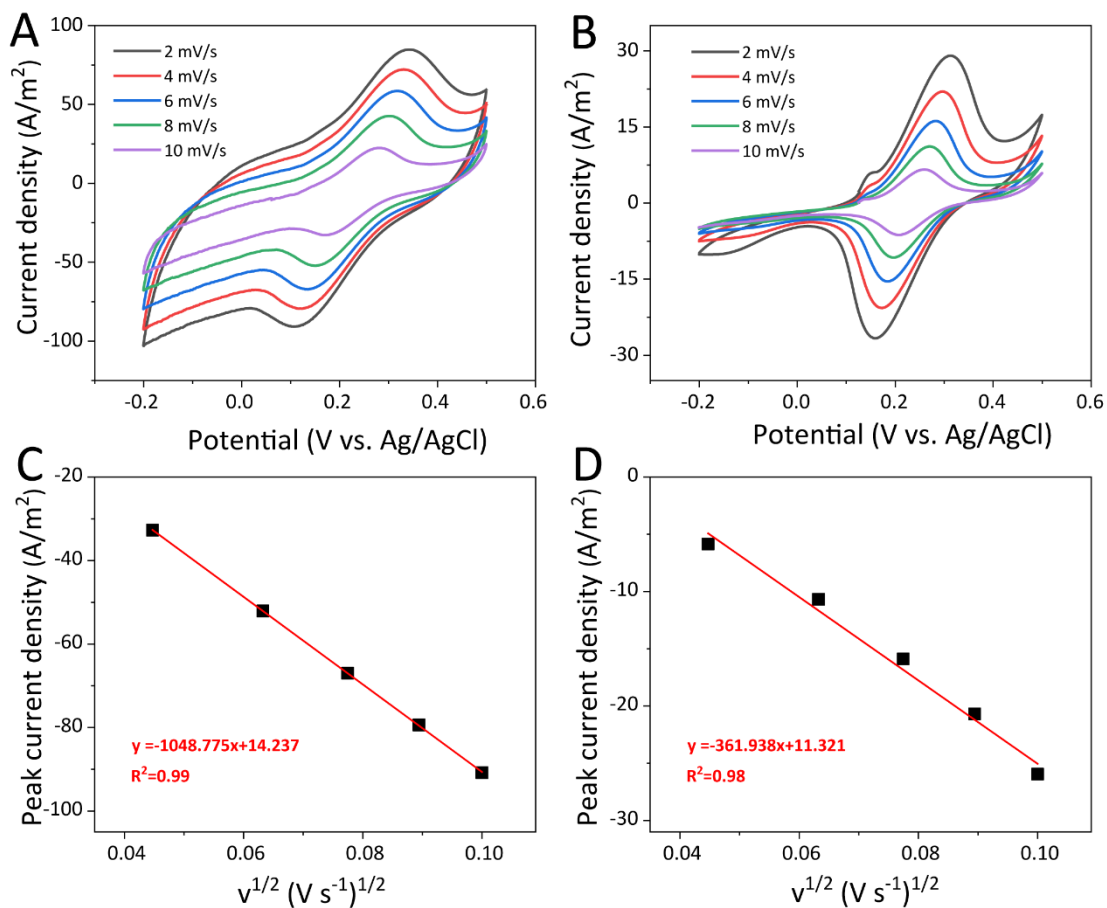 A
100
50
0
-50
-100
Current density (A/m²)
2 mV/s
4 mV/s
6 mV/s
8 mV/s
10 mV/s
-0.2 0.0 0.2 0.4 0.6
Potential (V vs. Ag/AgCl)
B
30
15
0
-15
-30
Current density (A/m²)
2 mV/s
4 mV/s
6 mV/s
8 mV/s
10 mV/s
-0.2 0.0 0.2 0.4 0.6
Potential (V vs. Ag/AgCl)
C
-20
-40
-60
-80
-100
Peak current density (A/m²)
y =-1048.775x+14.237
R²=0.99
0.04 0.06 0.08 0.10
v^1/2 (V s⁻¹)^1/2
D
0
-10
-20
-30
Peak current density (A/m²)
y =-361.938x+11.321
R²=0.98
0.04 0.06 0.08 0.10
v^1/2 (V s⁻¹)^1/2